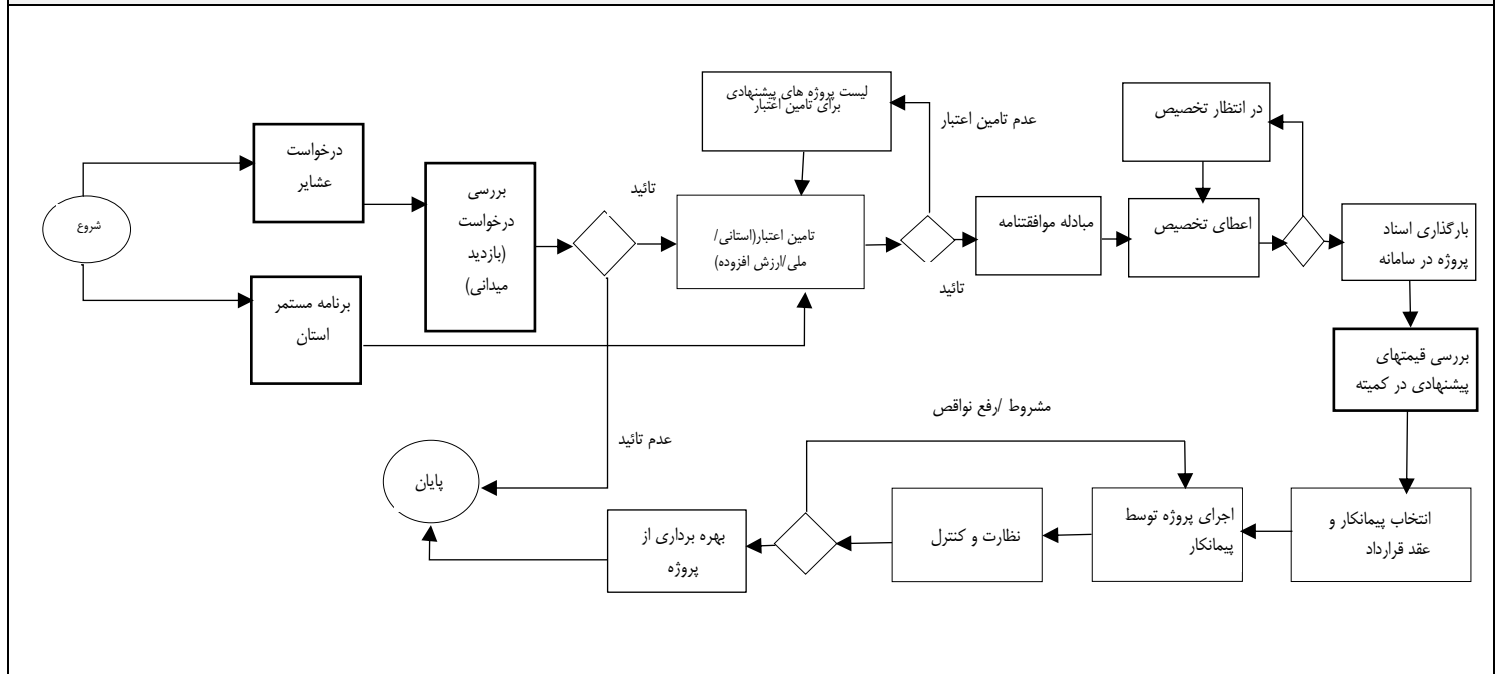 شروع
درخواست
عشایر
برنامه مستمر
استان
بررسی
درخواست
(بازدید
میدانی)
تائید
عدم تائید
لیست پروژه های پیشنهادی
برای تامین اعتبار
تامین اعتبار(استانی/
ملی/ارزش افزوده)
عدم تامین اعتبار
تائید
مبادله موافقتنامه
در انتظار تخصیص
اعطای تخصیص
بارگذاری اسناد
پروژه در سامانه
بررسی قیمتهای
پیشنهادی در کمیته
انتخاب پیمانکار و
عقد قرارداد
اجرای پروژه توسط
پیمانکار
نظارت و کنترل
مشروط /رفع نواقص
بهره برداری از
پروژه
پایان